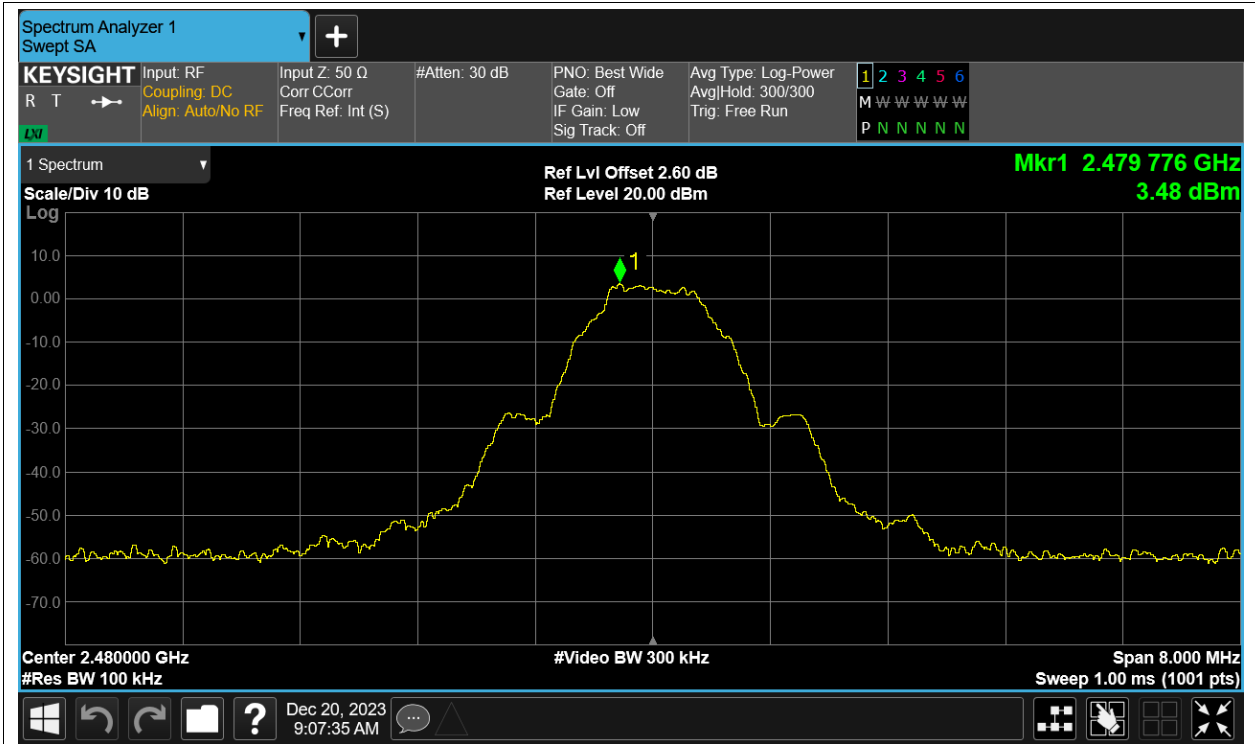 Spectrum Analyzer 1
Swept SA
KEYSIGHT
R T
LXI
Input: RF
Coupling: DC
Align: Auto/No RF
Input Z: 50 Ω
Corr CCorr
Freq Ref: Int (S)
#Atten: 30 dB
PNO: Best Wide
Gate: Off
IF Gain: Low
Sig Track: Off
Avg Type: Log-Power
Avg|Hold: 300/300
Trig: Free Run
1 2 3 4 5 6
M W W W W W
P N N N N N
1 Spectrum
Scale/Div 10 dB
Log
Ref Lvl Offset 2.60 dB
Ref Level 20.00 dBm
Mkr1 2.479 776 GHz
3.48 dBm
10.0
0.00
-10.0
-20.0
-30.0
-40.0
-50.0
-60.0
-70.0
1
Center 2.480000 GHz
#Res BW 100 kHz
#Video BW 300 kHz
Span 8.000 MHz
Sweep 1.00 ms (1001 pts)
?
Dec 20, 2023
9:07:35 AM